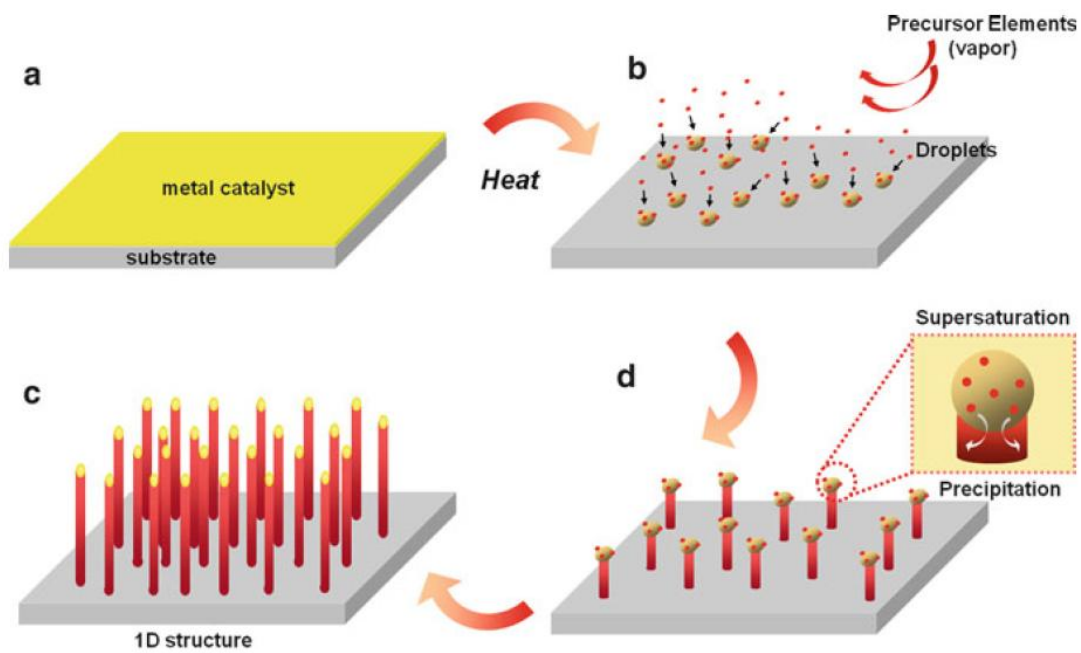 a
metal catalyst
substrate
Heat
b
Precursor Elements
(vapor)
Droplets
c
1D structure
d
Supersaturation
Precipitation